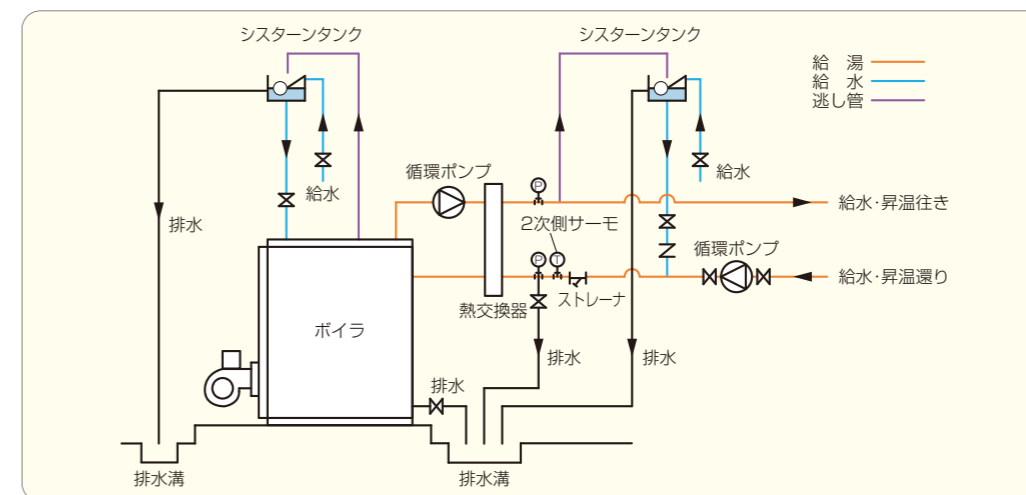 シスターンタンク
シスターンタンク
給　湯
給　水
逃し管
循環ポンプ
給水
給水
P
給水・昇温往き
排水
2次側サーモ
循環ポンプ
P
T
給水・昇温還り
ストレーナ
熱交換器
ボイラ
排水
排水
排水
排水溝
排水溝